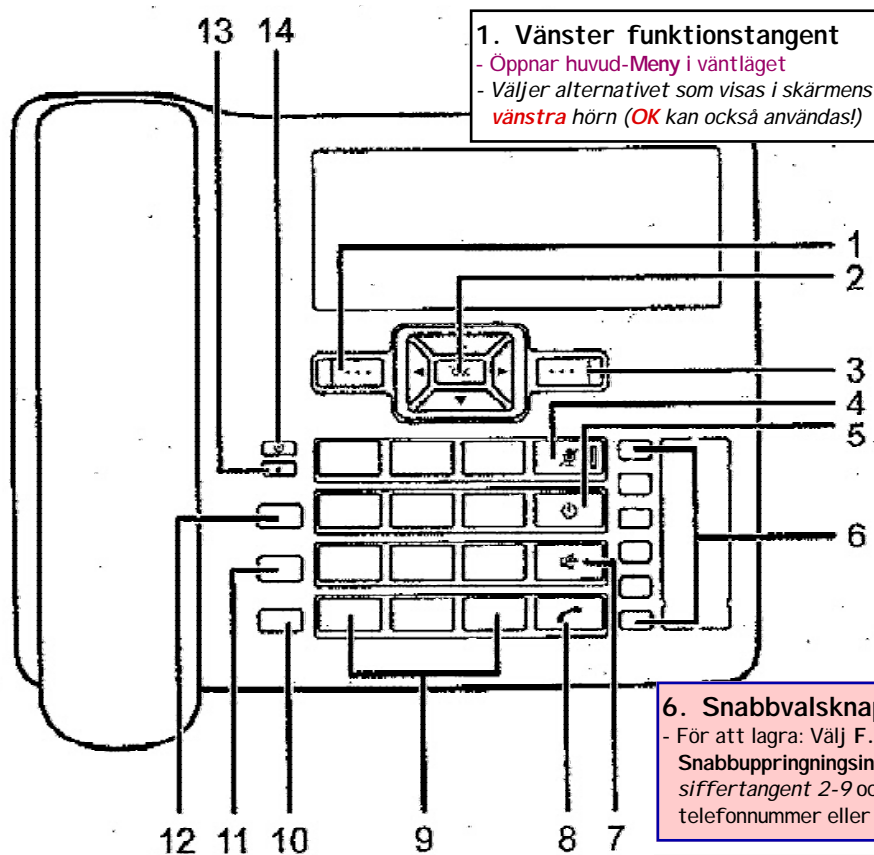 13 14
1. Vänster funktionstangent
- Öppnar huvud-Meny i väntläget
- Väljer alternativet som visas i skärmens
vänstra hörn (OK kan också användas!)
1
2
OK
3
4
5
6
6. Snabbvalsknap
- För att lagra: Välj F.
Snabbuppringningsin
siffertangent 2-9 oc
telefonnummer eller
12 11 10 9 8 7